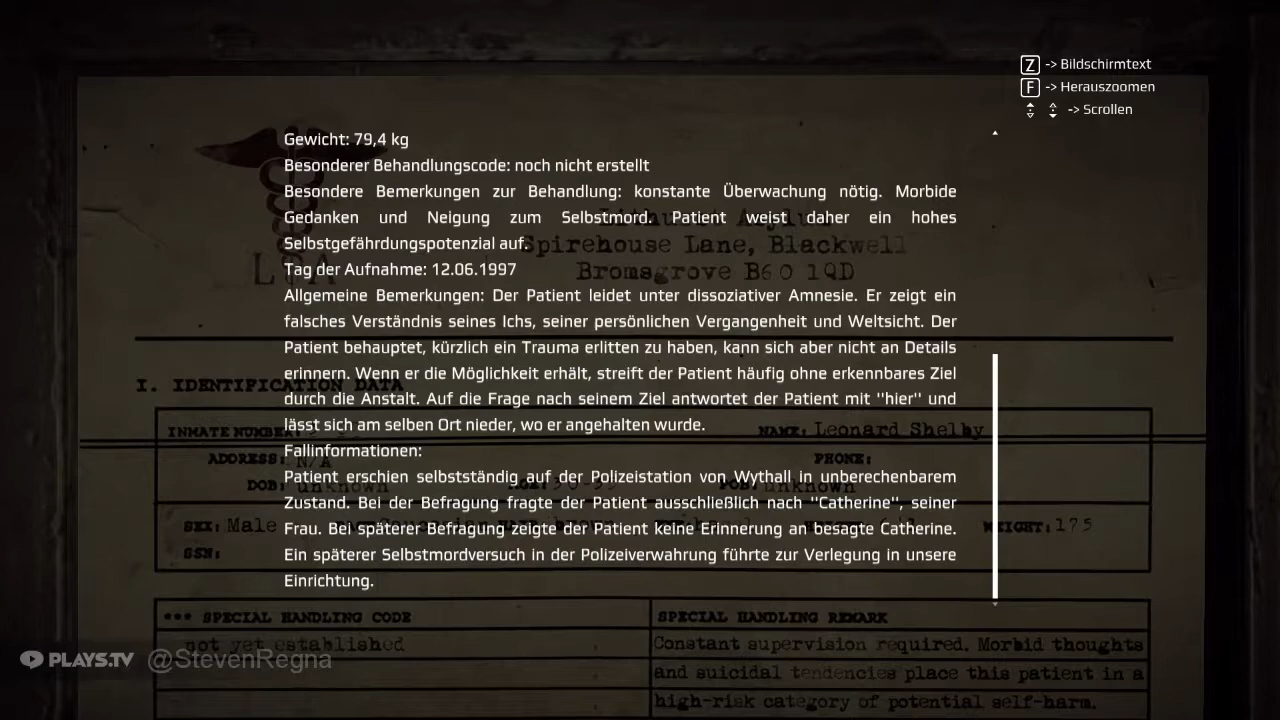 Z -> Bildschirmtext
F -> Herauszoomen
-> Scrollen
Gewicht: 79,4 kg
Besonderer Behandlungscode: noch nicht erstellt
Besondere Bemerkungen zur Behandlung: konstante Überwachung nötig. Morbide
Gedanken und Neigung zum Selbstmord. Patient weist daher ein hohes
Selbstgefährdungspotenzial auf.
Tag der Aufnahme: 12.06.1997
Allgemeine Bemerkungen: Der Patient leidet unter dissoziativer Amnesie. Er zeigt ein
falsches Verständnis seines Ichs, seiner persönlichen Vergangenheit und Weltsicht. Der
Patient behauptet, kürzlich ein Trauma erlitten zu haben, kann sich aber nicht an Details
erinnern. Wenn er die Möglichkeit erhält, streift der Patient häufig ohne erkennbares Ziel
durch die Anstalt. Auf die Frage nach seinem Ziel antwortet der Patient mit "hier" und
lässt sich am selben Ort nieder, wo er angehalten wurde.
Fallinformationen:
Patient erschien selbstständig auf der Polizeistation von Wythall in unberechenbarem
Zustand. Bei der Befragung fragte der Patient ausschließlich nach "Catherine", seiner
Frau. Bei späterer Befragung zeigte der Patient keine Erinnerung an besagte Catherine.
Ein späterer Selbstmordversuch in der Polizeiverwahrung führte zur Verlegung in unsere
Einrichtung.
Spirehouse Lane, Blackwell
Bromsgrove B60 1QD
I. IDENTIFICATION DATA
INMATE NUMBER:
NAME: Leonard Shelby
ADDRESS: N/A
PHONE:
DOB: unknown
unknown
SEX: Male
WEIGHT: 175
SSN:
*** SPECIAL HANDLING CODE
SPECIAL HANDLING REMARK
not yet established
Constant supervision required. Morbid thoughts
and suicidal tendencies place this patient in a
high-risk category of potential self-harm.
PLAYS.TV @StevenRegna